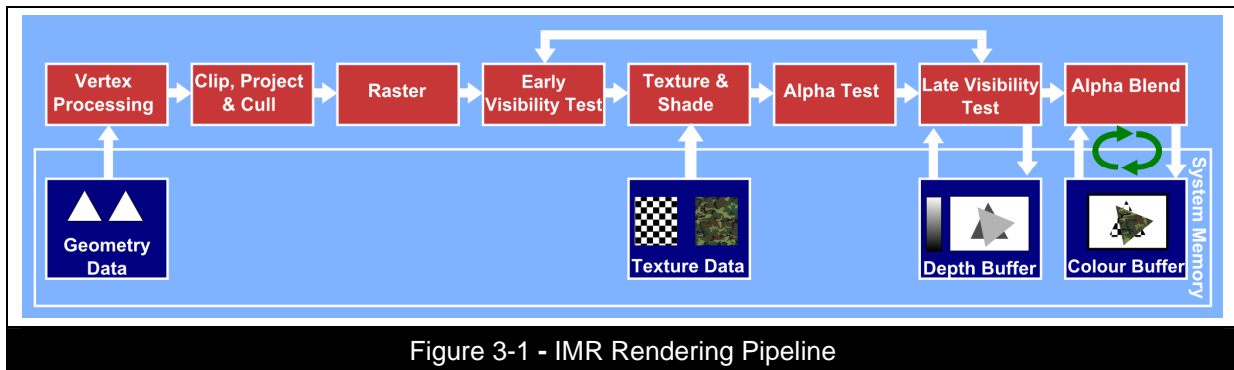 Vertex
Processing
Clip, Project
& Cull
Raster
Early
Visibility Test
Texture &
Shade
Alpha Test
Late Visibility
Test
Alpha Blend
System Memory
Geometry
Data
Texture Data
Depth Buffer
Colour Buffer
Figure 3-1 - IMR Rendering Pipeline